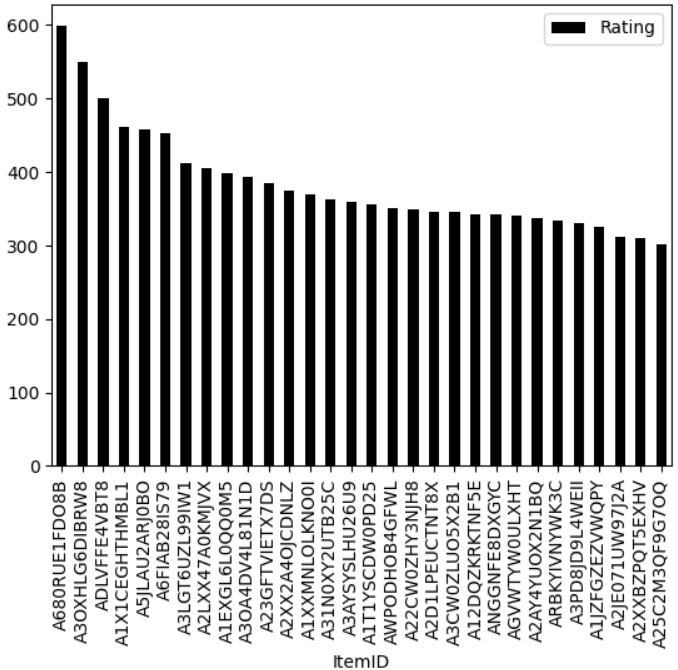 600
500
400
300
200
100
0
Rating
A680RUE1FDO8B
A3OXHLG6DIBRW8
ADLVFFE4VBT8
A1X1CEGHTHMBL1
A5JLAU2ARJ0BO
A6FIAB28IS79
A3LGT6UZL99IW1
A2LXX47A0KMJVX
A1EXGL6L0QQ0M5
A3OA4DV4L81N1D
A23GFTVIETX7DS
A2XX2A4OJCDNLZ
A1XXMNLOLKNO0I
A31N0XY2UTB25C
A3AYSYSLHU26U9
A1T1YSCDW0PD25
AWPODHOB4GFWL
A22CW0ZHY3NJH8
A2D1LPEUCTNT8X
A3CW0ZLUO5X2B1
A12DQZKRKTNF5E
ANGGNFE8DXGYC
AGVWTYW0ULXHT
A2AY4YUOX2N1BQ
ARBKYIVNYWK3C
A3PD8JD9L4WEII
A1JZFGZEZVWQPY
A2JE071UW97J2A
A2XXBZPQT5EXHV
A25C2M3QF9G7OQ
ItemID